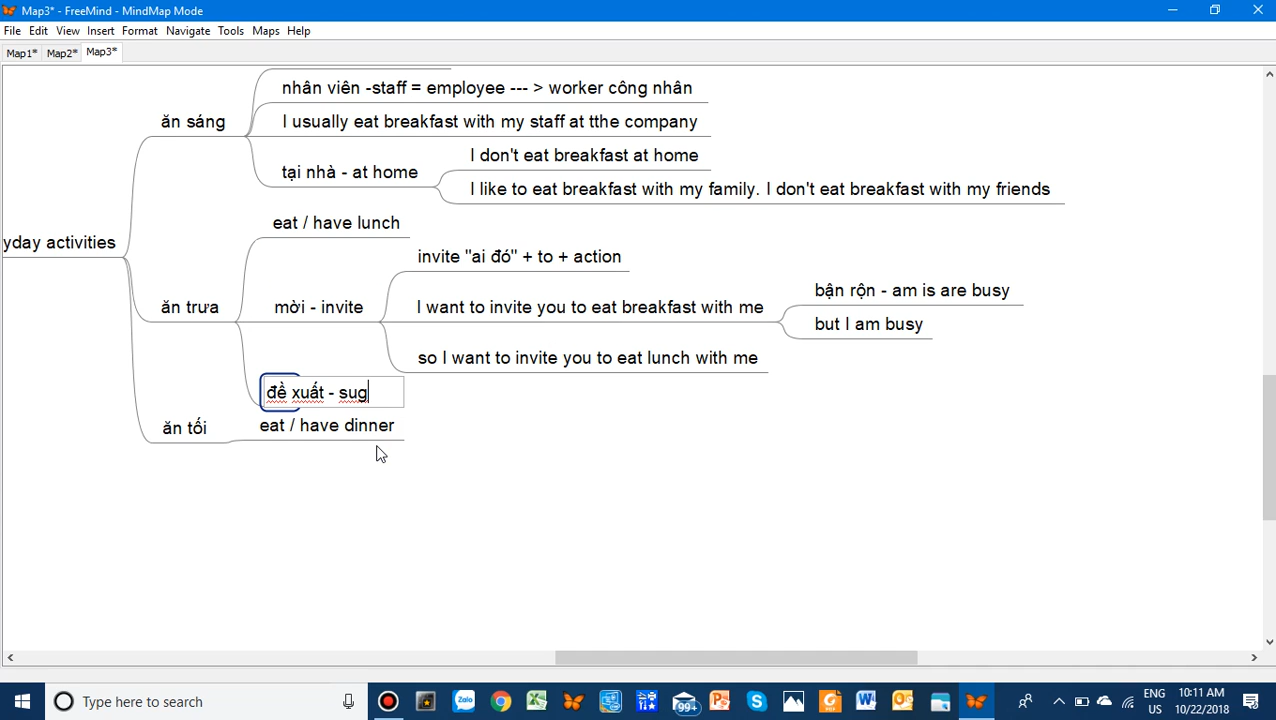 Map3* - FreeMind - MindMap Mode
File Edit View Insert Format Navigate Tools Maps Help
Map1* Map2* Map3*
nhân viên -staff = employee --- > worker công nhân
ăn sáng
I usually eat breakfast with my staff at tthe company
I don't eat breakfast at home
tại nhà - at home
I like to eat breakfast with my family. I don't eat breakfast with my friends
eat / have lunch
yday activities
invite "ai đó" + to + action
bận rộn - am is are busy
ăn trưa
mời - invite
I want to invite you to eat breakfast with me
but I am busy
so I want to invite you to eat lunch with me
đề xuất - sug
ăn tối
eat / have dinner
Type here to search
99+
ENG
US
10:11 AM
10/22/2018
Zalo